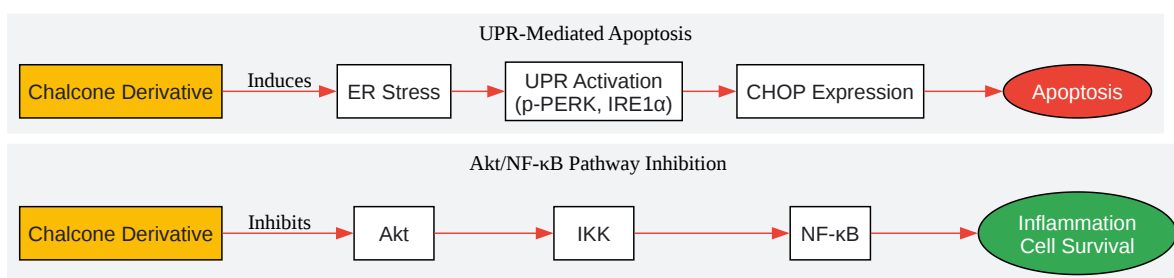 UPR-Mediated Apoptosis
Chalcone Derivative
Induces
ER Stress
UPR Activation
(p-PERK, IRE1α)
CHOP Expression
Apoptosis
Akt/NF-κB Pathway Inhibition
Chalcone Derivative
Inhibits
Akt
IKK
NF-κB
Inflammation
Cell Survival